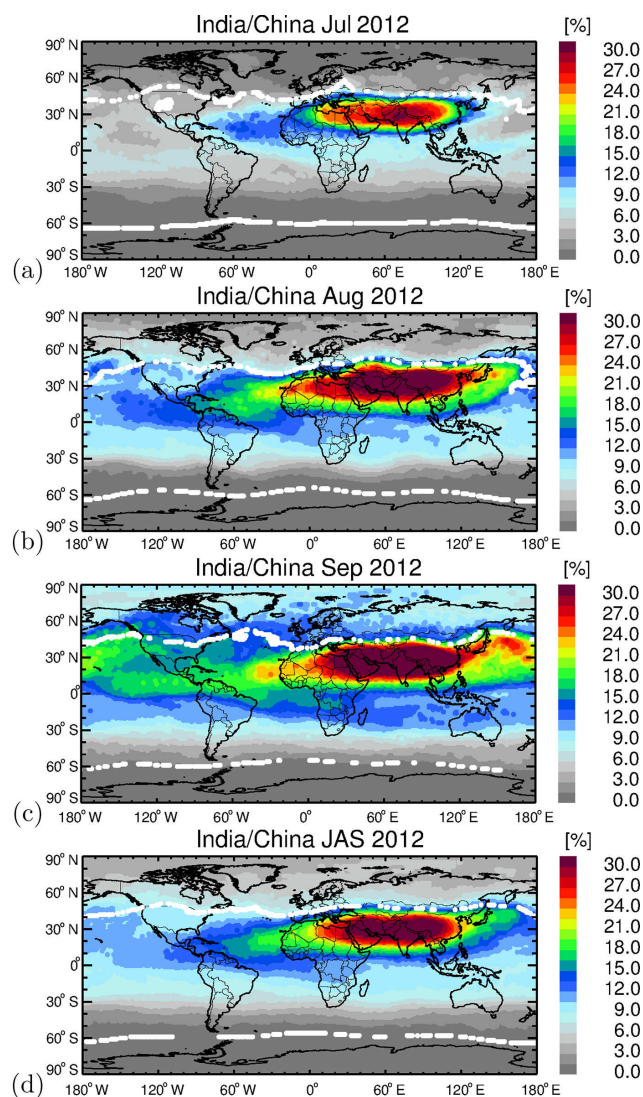 India/China Jul 2012
[%]
90° N
60° N
30° N
0°
30° S
60° S
90° S
30.0
27.0
24.0
21.0
18.0
15.0
12.0
9.0
6.0
3.0
0.0
(a)
180° W 120° W 60° W 0° 60° E 120° E 180° E
India/China Aug 2012
[%]
90° N
60° N
30° N
0°
30° S
60° S
90° S
30.0
27.0
24.0
21.0
18.0
15.0
12.0
9.0
6.0
3.0
0.0
(b)
180° W 120° W 60° W 0° 60° E 120° E 180° E
India/China Sep 2012
[%]
90° N
60° N
30° N
0°
30° S
60° S
90° S
30.0
27.0
24.0
21.0
18.0
15.0
12.0
9.0
6.0
3.0
0.0
(c)
180° W 120° W 60° W 0° 60° E 120° E 180° E
India/China JAS 2012
[%]
90° N
60° N
30° N
0°
30° S
60° S
90° S
30.0
27.0
24.0
21.0
18.0
15.0
12.0
9.0
6.0
3.0
0.0
(d)
180° W 120° W 60° W 0° 60° E 120° E 180° E